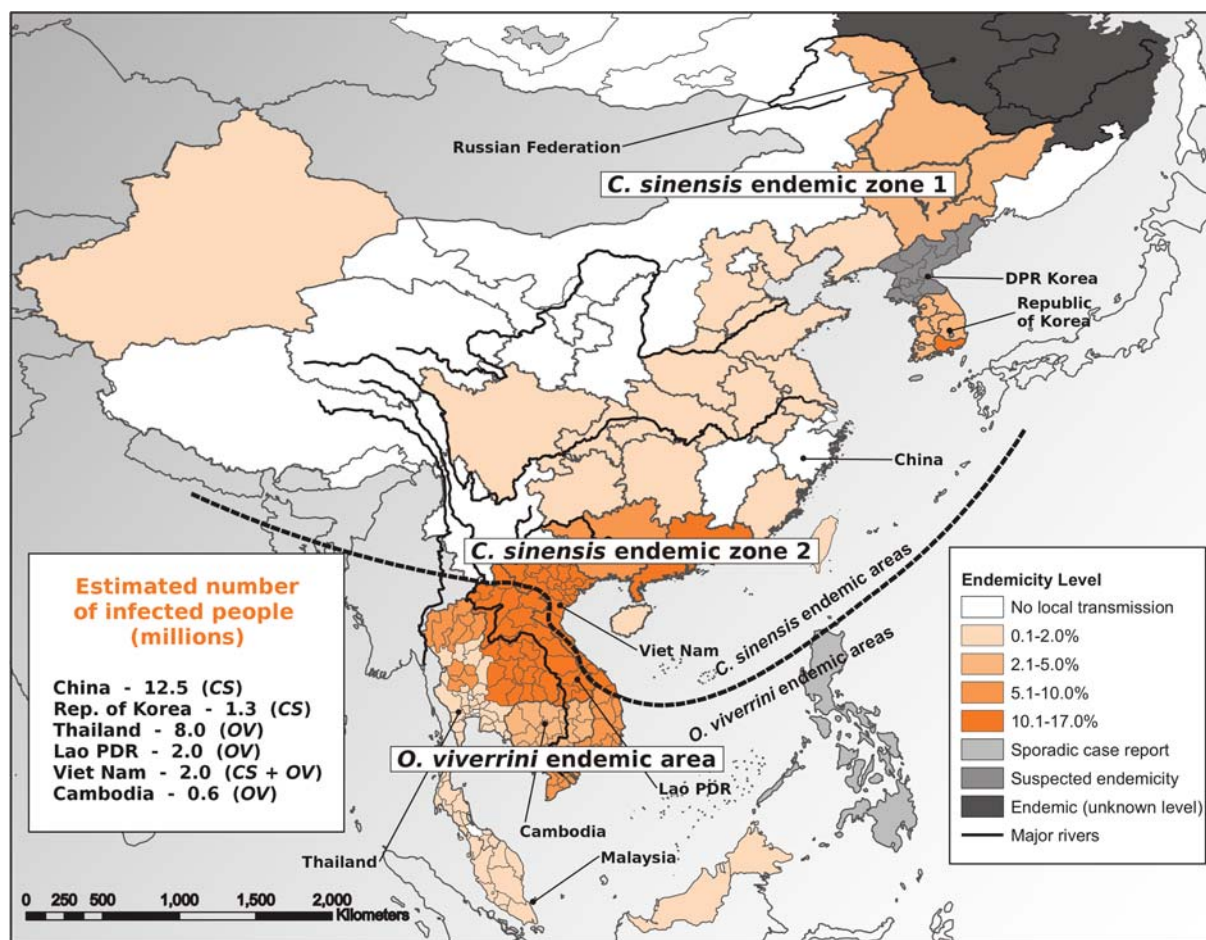 Russian Federation
C. sinensis endemic zone 1
DPR Korea
Republic
of Korea
China
C. sinensis endemic zone 2
C. sinensis endemic areas
O. viverrini endemic areas
Viet Nam
O. viverrini endemic area
Lao PDR
Cambodia
Thailand
Malaysia
Estimated number
of infected people
(millions)
China - 12.5 (CS)
Rep. of Korea - 1.3 (CS)
Thailand - 8.0 (OV)
Lao PDR - 2.0 (OV)
Viet Nam - 2.0 (CS + OV)
Cambodia - 0.6 (OV)
Endemicity Level
No local transmission
0.1-2.0%
2.1-5.0%
5.1-10.0%
10.1-17.0%
Sporadic case report
Suspected endemicity
Endemic (unknown level)
Major rivers
0 250 500 1,000 1,500 2,000
Kilometers